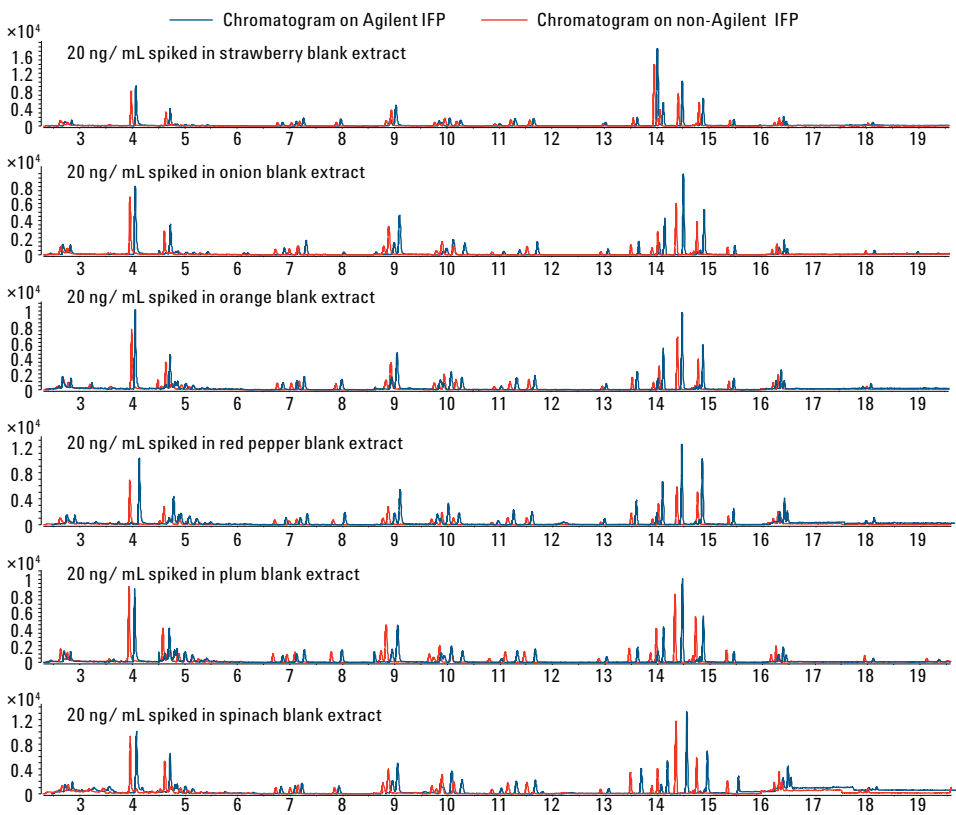 Chromatogram on Agilent IFP Chromatogram on non-Agilent IFP
×10⁴
20 ng/ mL spiked in strawberry blank extract
1.6
1.2
0.8
0.4
0
3 4 5 6 7 8 9 10 11 12 13 14 15 16 17 18 19
×10⁴
20 ng/ mL spiked in onion blank extract
0.8
0.6
0.4
0.2
0
3 4 5 6 7 8 9 10 11 12 13 14 15 16 17 18 19
×10⁴
20 ng/ mL spiked in orange blank extract
1
0.8
0.6
0.4
0.2
0
3 4 5 6 7 8 9 10 11 12 13 14 15 16 17 18 19
×10⁴
20 ng/ mL spiked in red pepper blank extract
1.2
0.8
0.4
0
3 4 5 6 7 8 9 10 11 12 13 14 15 16 17 18 19
×10⁴
20 ng/ mL spiked in plum blank extract
1
0.8
0.6
0.4
0.2
0
3 4 5 6 7 8 9 10 11 12 13 14 15 16 17 18 19
×10⁴
20 ng/ mL spiked in spinach blank extract
1.2
0.8
0.4
0
3 4 5 6 7 8 9 10 11 12 13 14 15 16 17 18 19